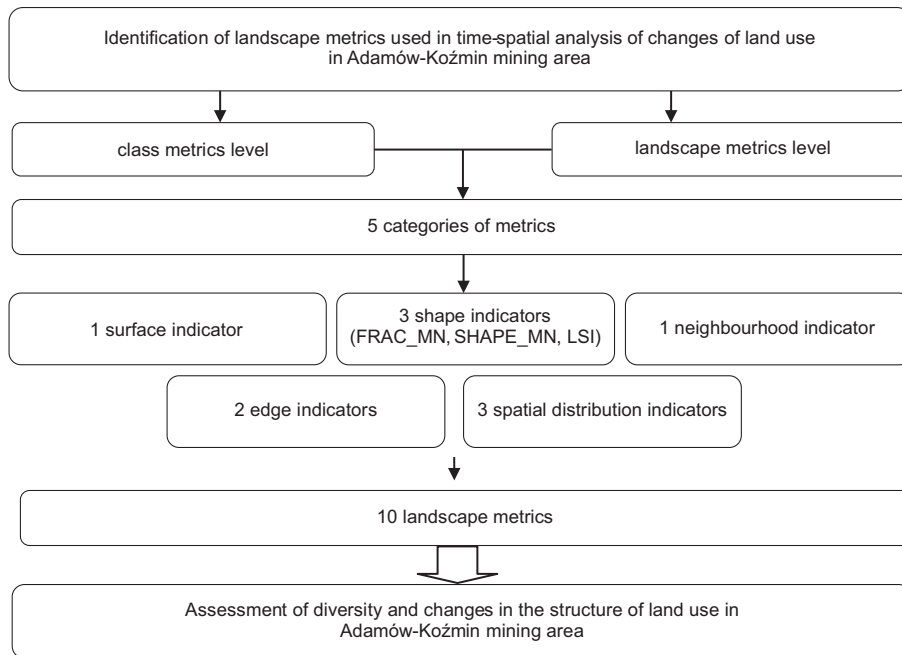 Identification of landscape metrics used in time-spatial analysis of changes of land use
in Adamów-Koźmin mining area
class metrics level
landscape metrics level
5 categories of metrics
1 surface indicator
3 shape indicators
(FRAC_MN, SHAPE_MN, LSI)
1 neighbourhood indicator
2 edge indicators
3 spatial distribution indicators
10 landscape metrics
Assessment of diversity and changes in the structure of land use in
Adamów-Koźmin mining area